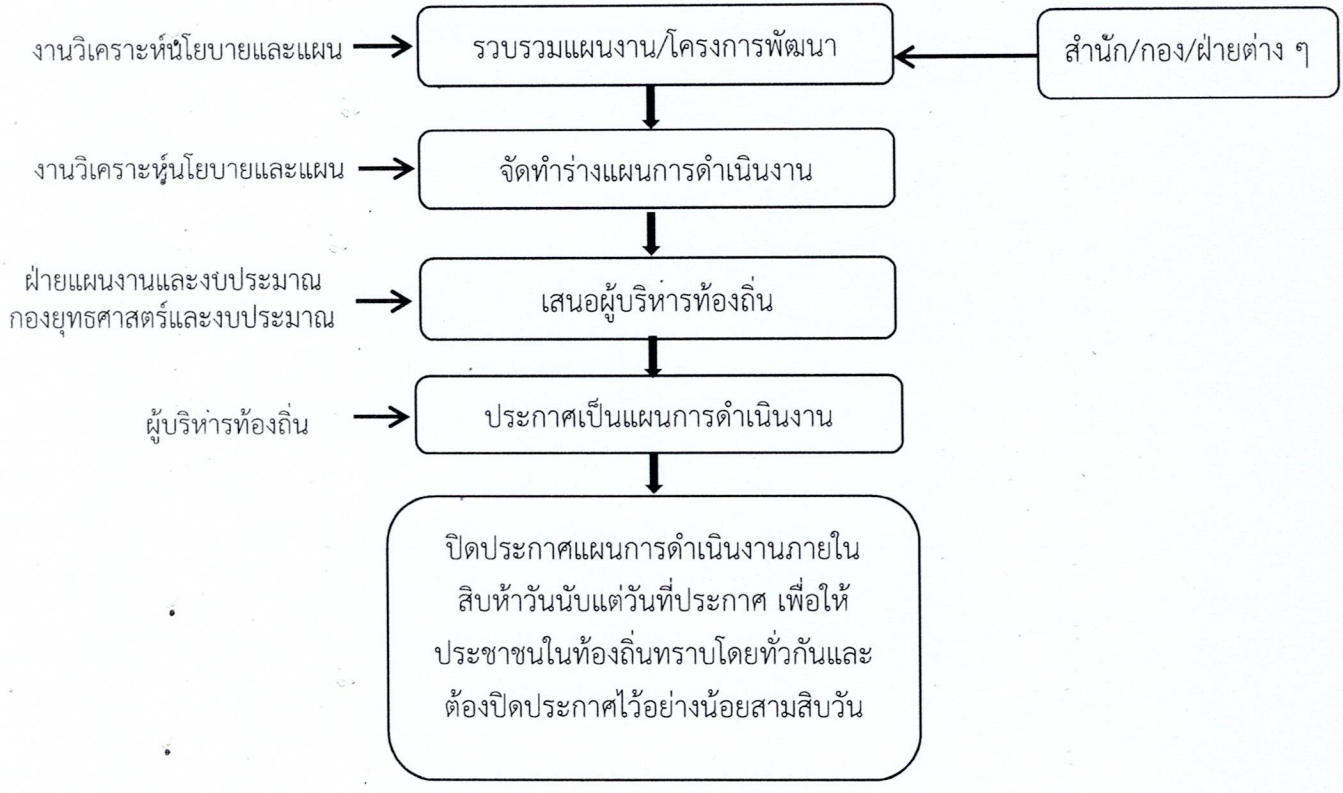 งานวิเคราะห์นโยบายและแผน
รวบรวมแผนงาน/โครงการพัฒนา
สำนัก/กอง/ฝ่ายต่าง ๆ
งานวิเคราะห์นโยบายและแผน
จัดทำร่างแผนการดำเนินงาน
ฝ่ายแผนงานและงบประมาณ
กองยุทธศาสตร์และงบประมาณ
เสนอผู้บริหารท้องถิ่น
ผู้บริหารท้องถิ่น
ประกาศเป็นแผนการดำเนินงาน
ปิดประกาศแผนการดำเนินงานภายใน
สิบห้าวันนับแต่วันที่ประกาศ เพื่อให้
ประชาชนในท้องถิ่นทราบโดยทั่วกันและ
ต้องปิดประกาศไว้อย่างน้อยสามสิบวัน